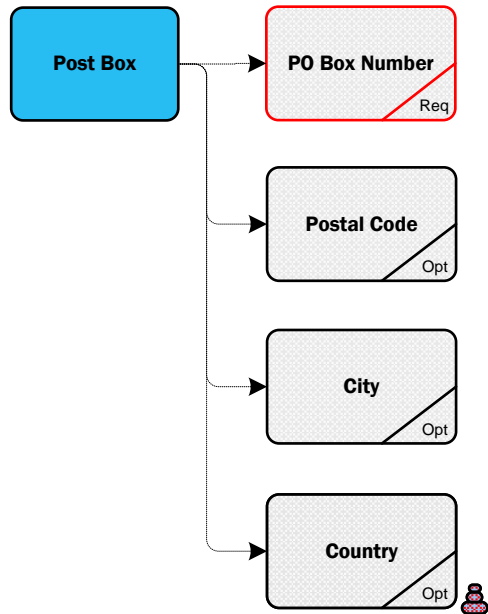 Post Box
PO Box Number
Req
Postal Code
Opt
City
Opt
Country
Opt